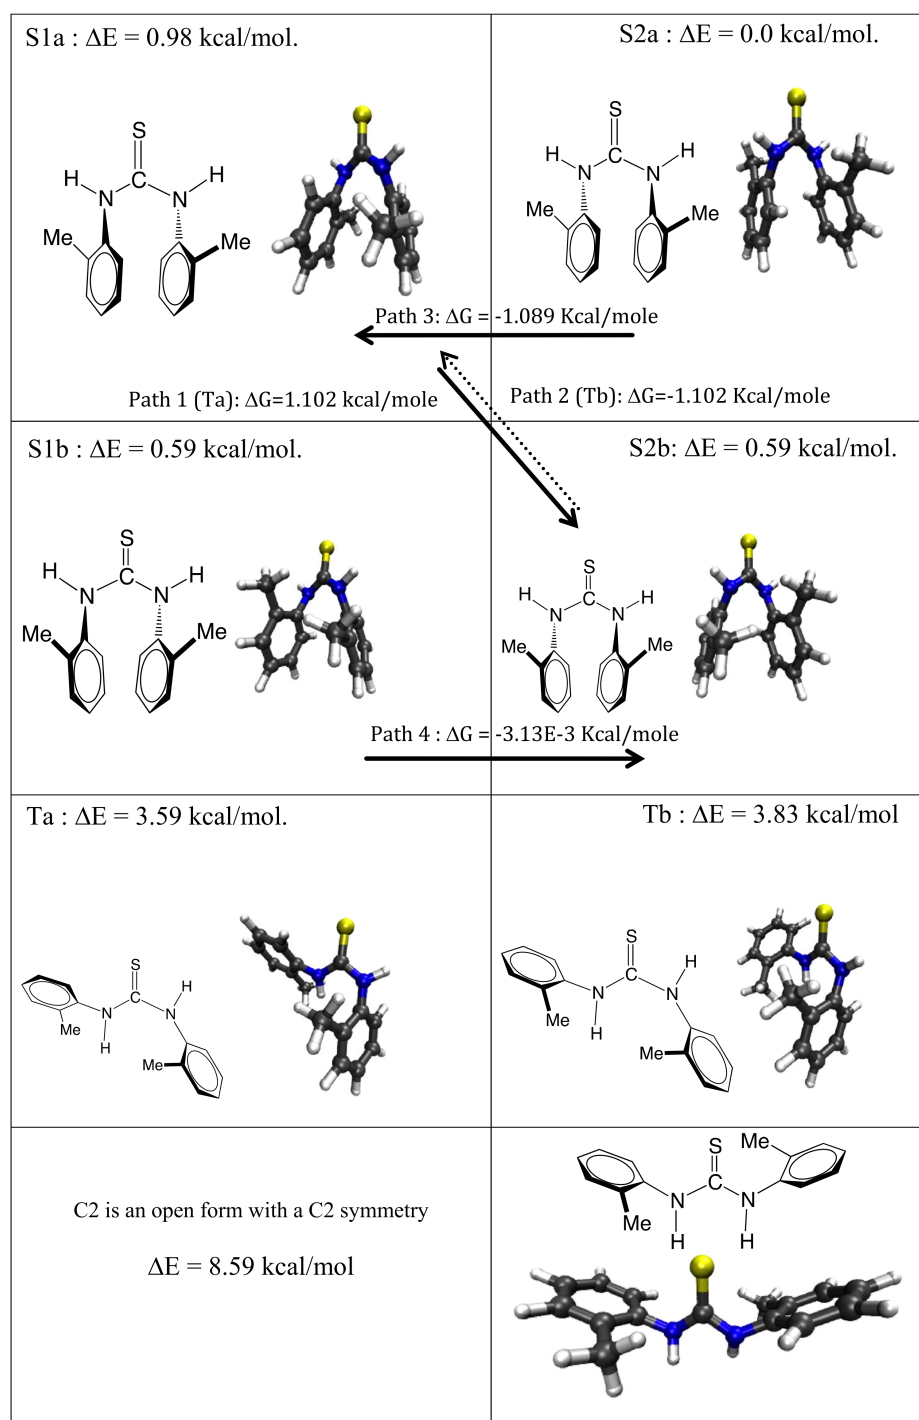 S1a : ΔE = 0.98 kcal/mol.
S2a : ΔE = 0.0 kcal/mol.
S
H
N
C
N
H
Me
Me
S
H
N
C
N
H
Me
Me
Path 3: ΔG = -1.089 Kcal/mole
Path 1 (Ta): ΔG=1.102 kcal/mole
Path 2 (Tb): ΔG=-1.102 Kcal/mole
S1b : ΔE = 0.59 kcal/mol.
S2b: ΔE = 0.59 kcal/mol.
S
H
N
C
N
H
Me
Me
S
H
N
C
N
H
Me
Me
Path 4 : ΔG = -3.13E-3 Kcal/mole
Ta : ΔE = 3.59 kcal/mol.
Tb : ΔE = 3.83 kcal/mol
S
H
C
N
N
Me
H
Me
S
H
C
N
N
Me
H
Me
C2 is an open form with a C2 symmetry
ΔE = 8.59 kcal/mol
S
Me
C
N
N
Me
H
H